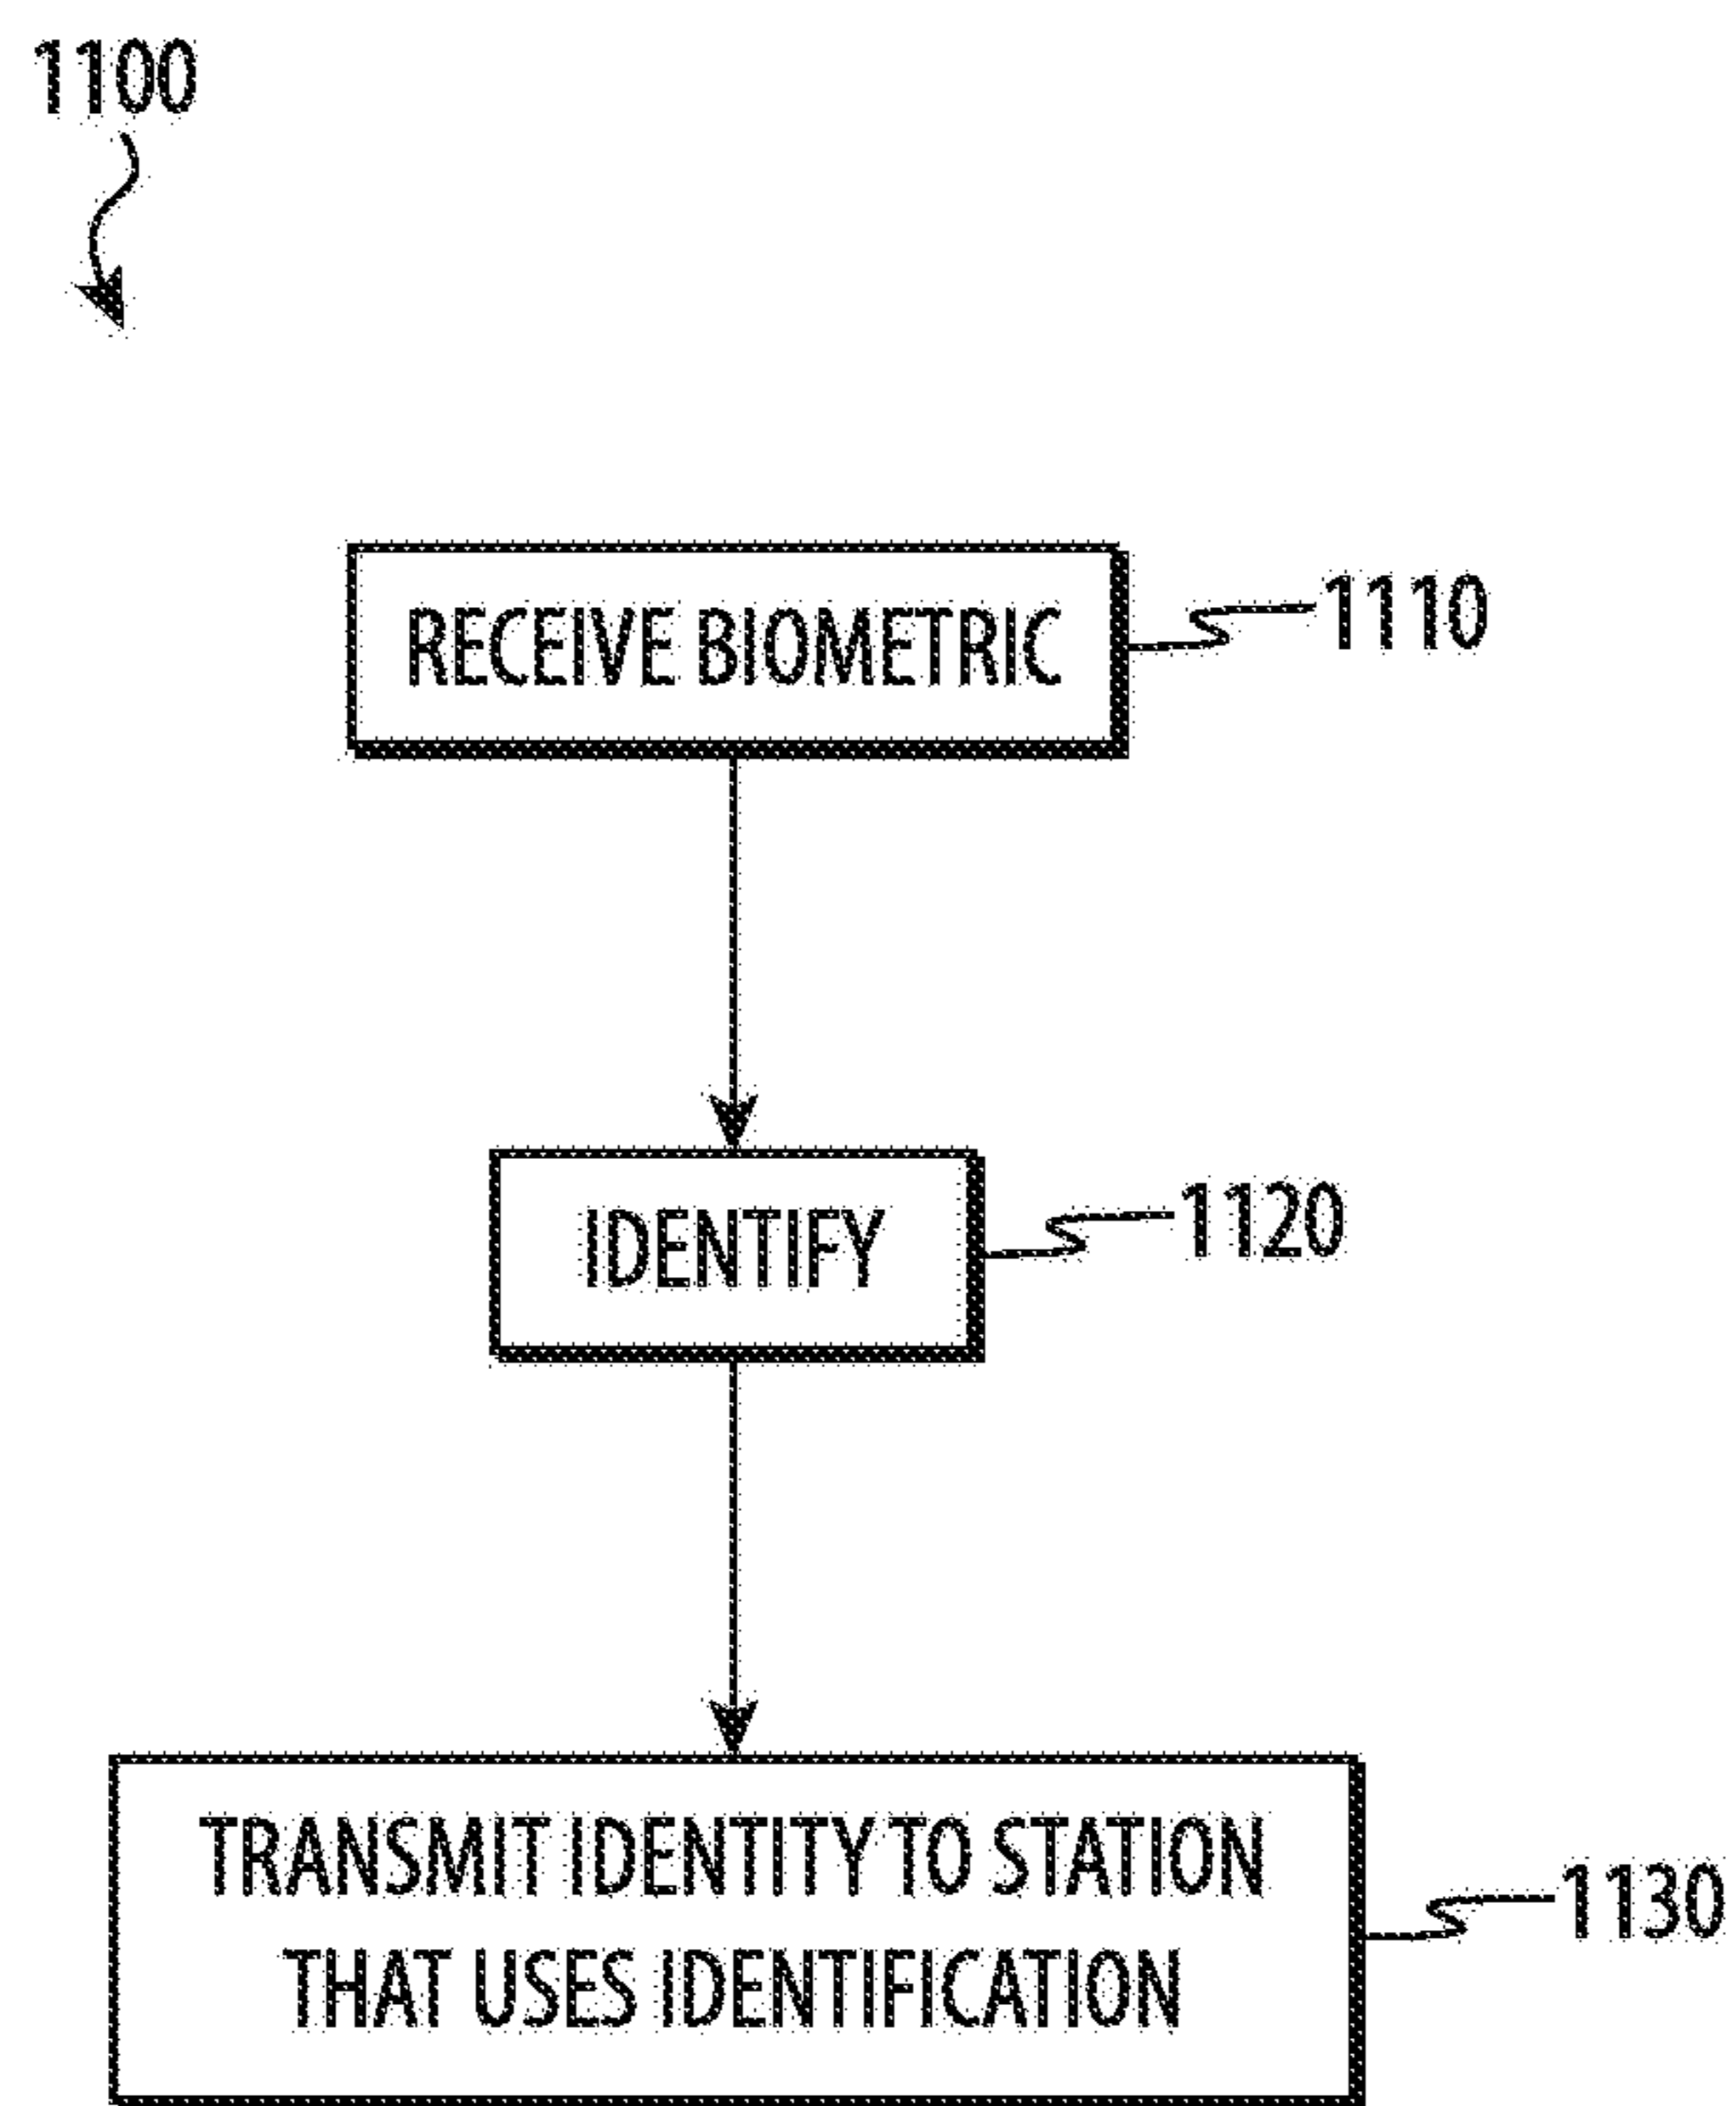 1100
RECEIVE BIOMETRIC
1110
IDENTIFY
1120
TRANSMIT IDENTITY TO STATION
THAT USES IDENTIFICATION
1130